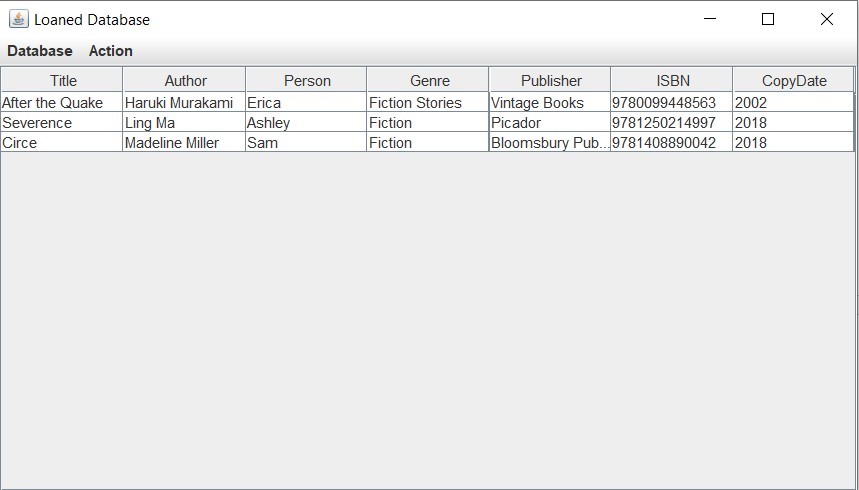 Loaned Database
Database Action
Title Author Person Genre Publisher ISBN CopyDate
After the Quake Haruki Murakami Erica Fiction Stories Vintage Books 9780099448563 2002
Severence Ling Ma Ashley Fiction Picador 9781250214997 2018
Circe Madeline Miller Sam Fiction Bloomsbury Pub... 9781408890042 2018